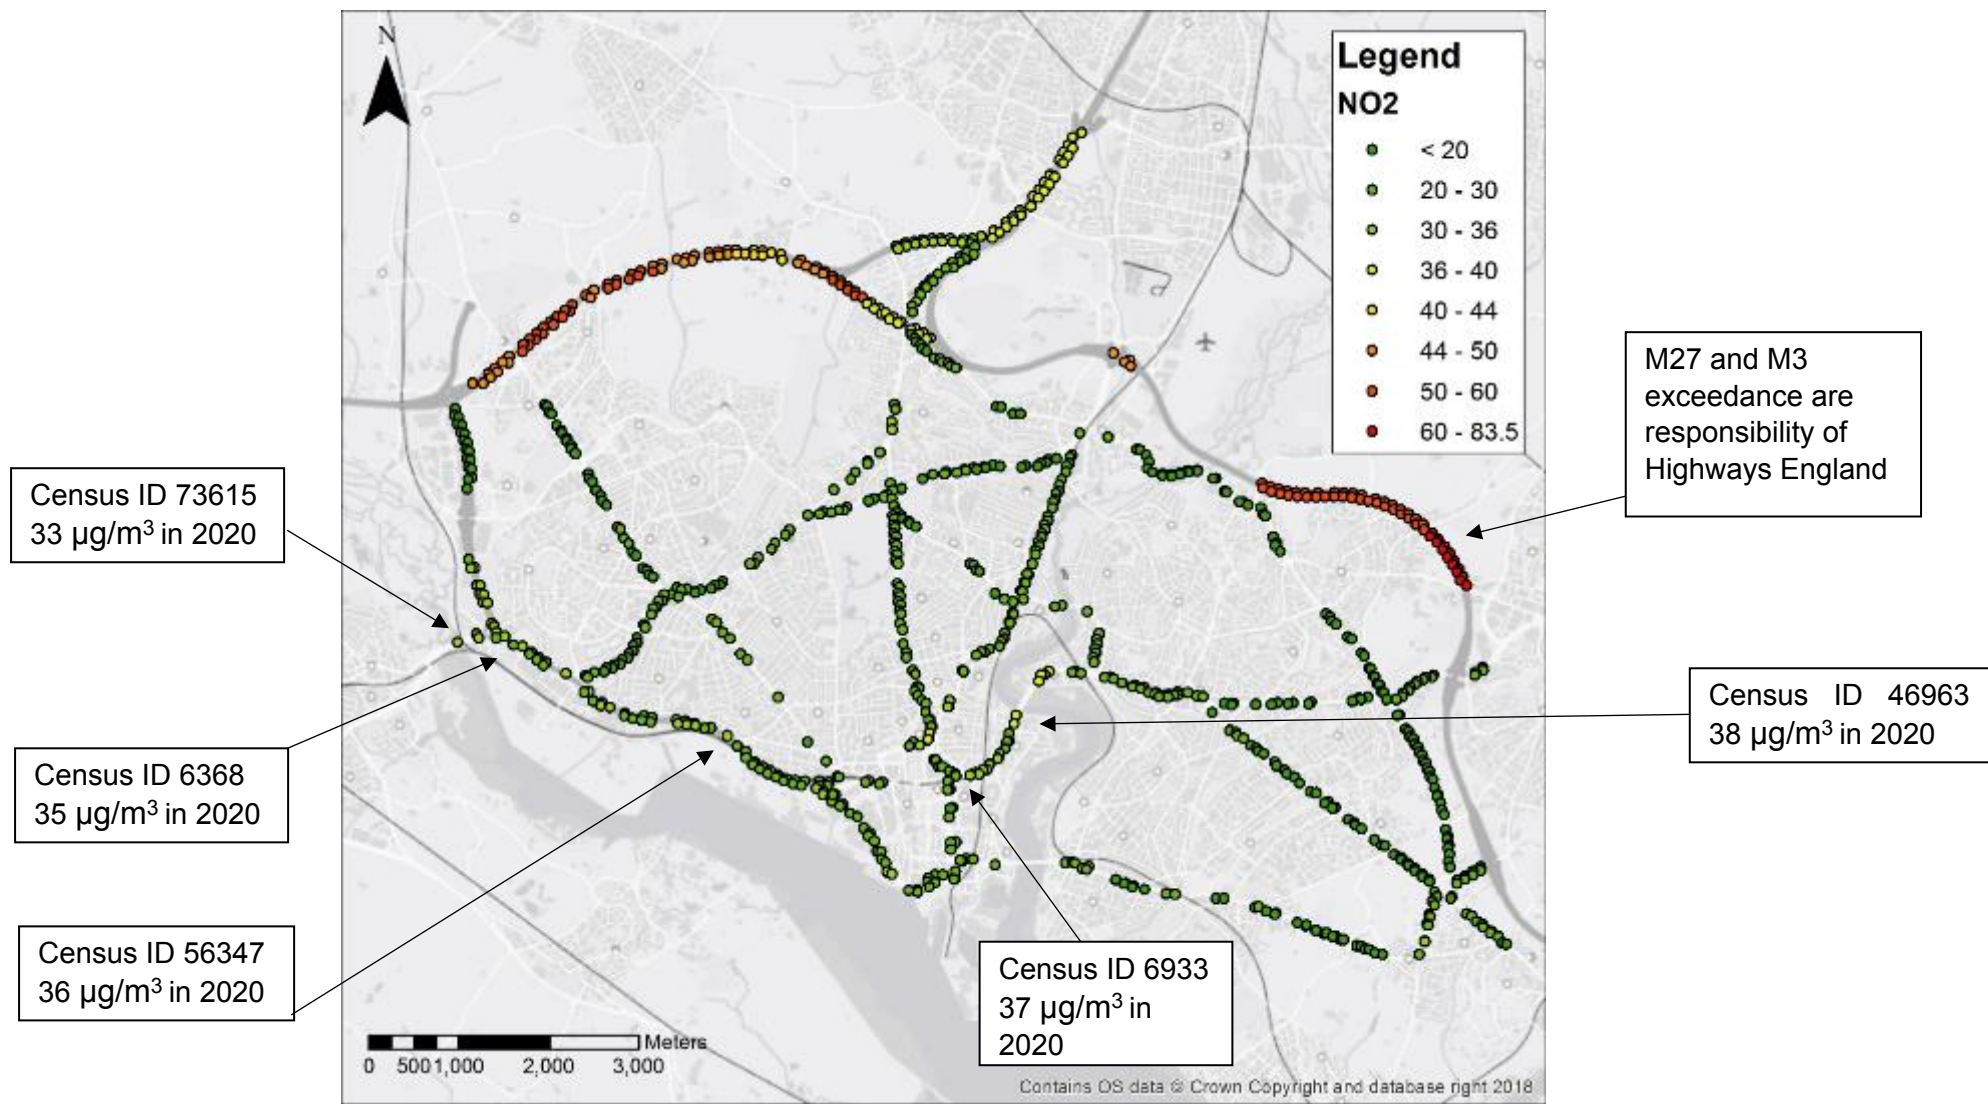 N
Legend
NO2
< 20
20 - 30
30 - 36
36 - 40
40 - 44
44 - 50
50 - 60
60 - 83.5
M27 and M3
exceedance are
responsibility of
Highways England
Census ID 73615
33 µg/m³ in 2020
Census ID 46963
38 µg/m³ in 2020
Census ID 6368
35 µg/m³ in 2020
Census ID 56347
36 µg/m³ in 2020
Census ID 6933
37 µg/m³ in
2020
Meters
0 500 1,000 2,000 3,000
Contains OS data © Crown Copyright and database right 2018